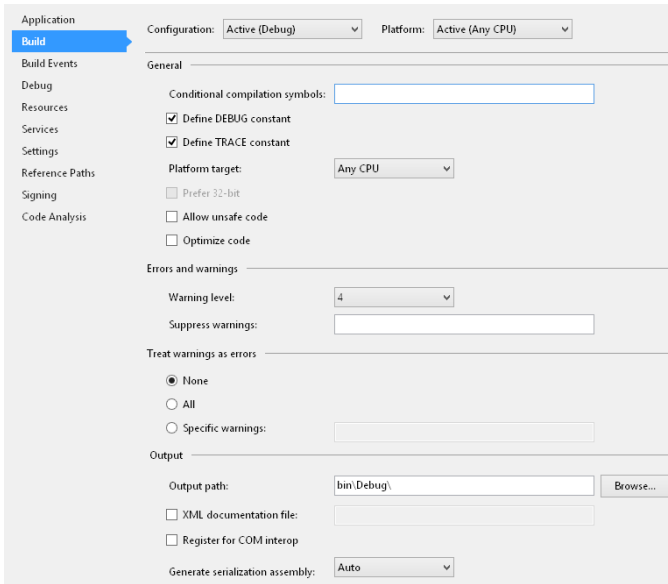 Application
Build
Build Events
Debug
Resources
Services
Settings
Reference Paths
Signing
Code Analysis
Configuration: Active (Debug) Platform: Active (Any CPU)
General
Conditional compilation symbols:
Define DEBUG constant
Define TRACE constant
Platform target: Any CPU
Prefer 32-bit
Allow unsafe code
Optimize code
Errors and warnings
Warning level: 4
Suppress warnings:
Treat warnings as errors
None
All
Specific warnings:
Output
Output path: bin\Debug\ Browse...
XML documentation file:
Register for COM interop
Generate serialization assembly: Auto